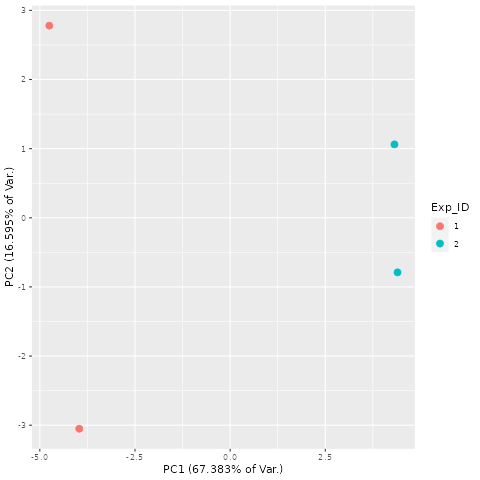 3
2
1
0
-1
-2
-3
PC2 (16.595% of Var.)
-5.0 -2.5 0.0 2.5
PC1 (67.383% of Var.)
Exp_ID
1
2